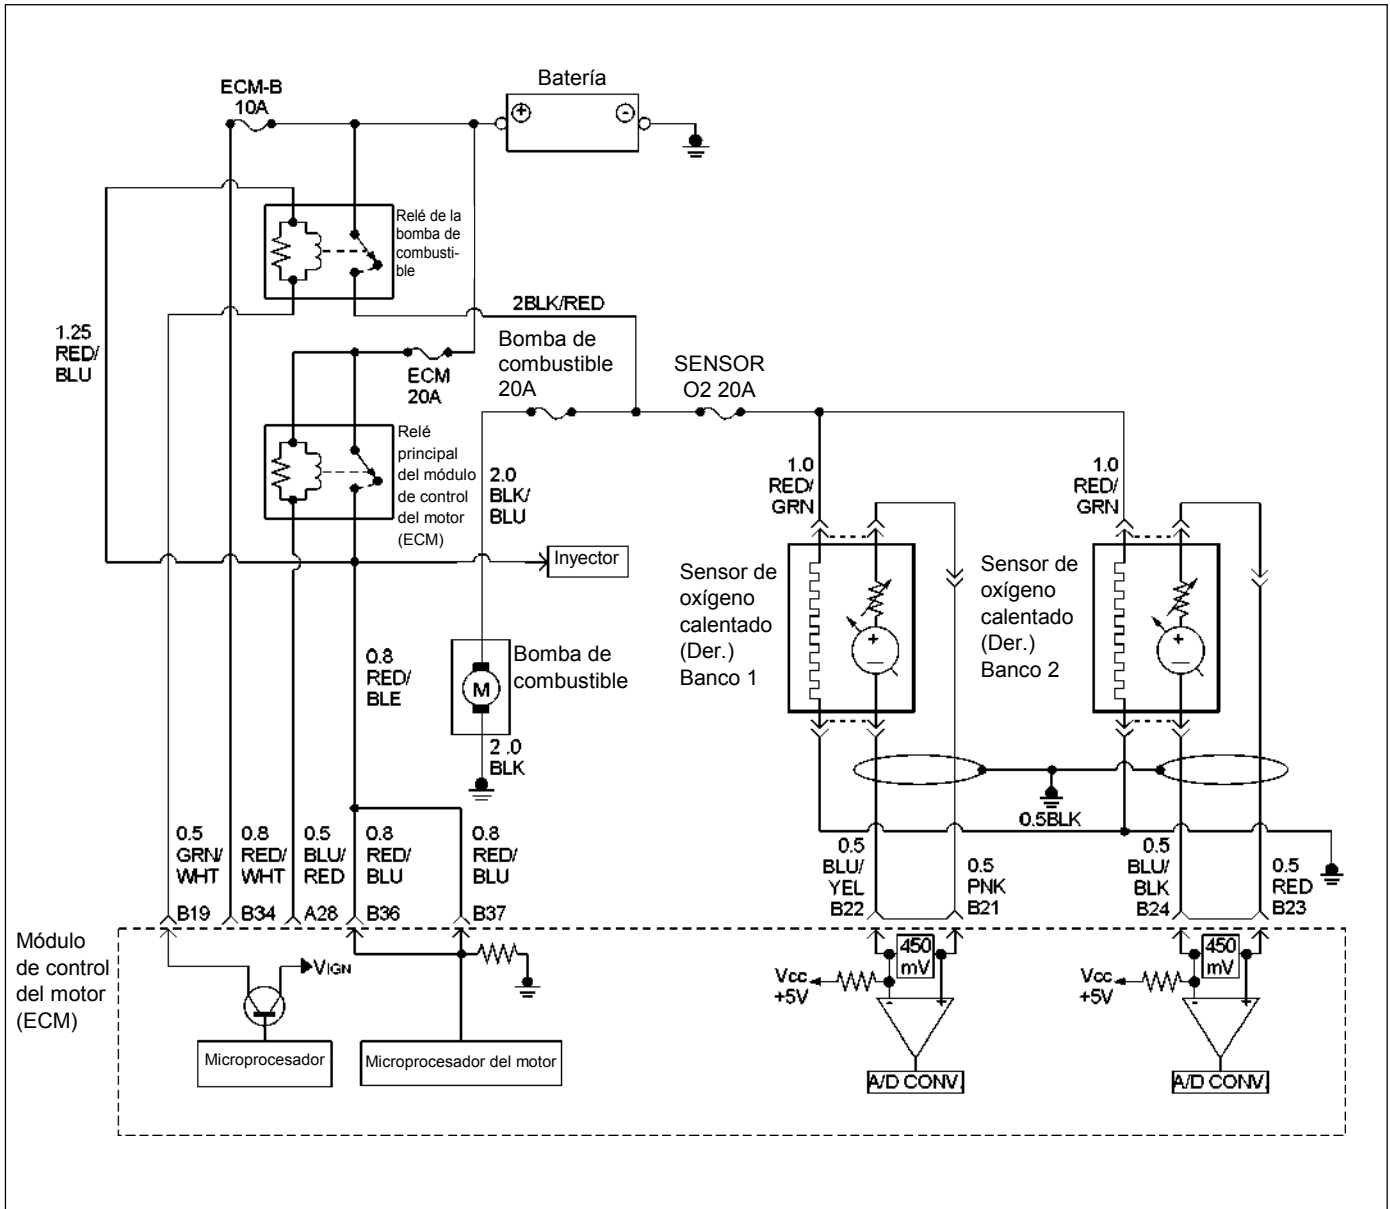 ECM-B
10A
Batería
Relé de la
bomba de
combusti-
ble
1.25
RED/
BLU
2BLK/RED
Bomba de
combustible
20A
ECM
20A
SENSOR
O2 20A
Relé
principal
del módulo
de control
del motor
(ECM)
2.0
BLK/
BLU
1.0
RED/
GRN
1.0
RED/
GRN
Inyector
Sensor de
oxígeno
calentado
(Der.)
Banco 1
Sensor de
oxígeno
calentado
(Der.)
Banco 2
0.8
RED/
BLE
Bomba de
combustible
M
2.0
BLK
0.5BLK
0.5
GRN/
WHT
B19
0.8
RED/
WHT
B34
0.5
BLU/
RED
A28
0.8
RED/
BLU
B36
0.8
RED/
BLU
B37
0.5
BLU/
YEL
B22
0.5
PNK
B21
0.5
BLU/
BLK
B24
0.5
RED
B23
Módulo
de control
del motor
(ECM)
VIGN
Microprocesador
Microprocesador del motor
450
mV
Vcc
+5V
A/D CONV.
450
mV
Vcc
+5V
A/D CONV.